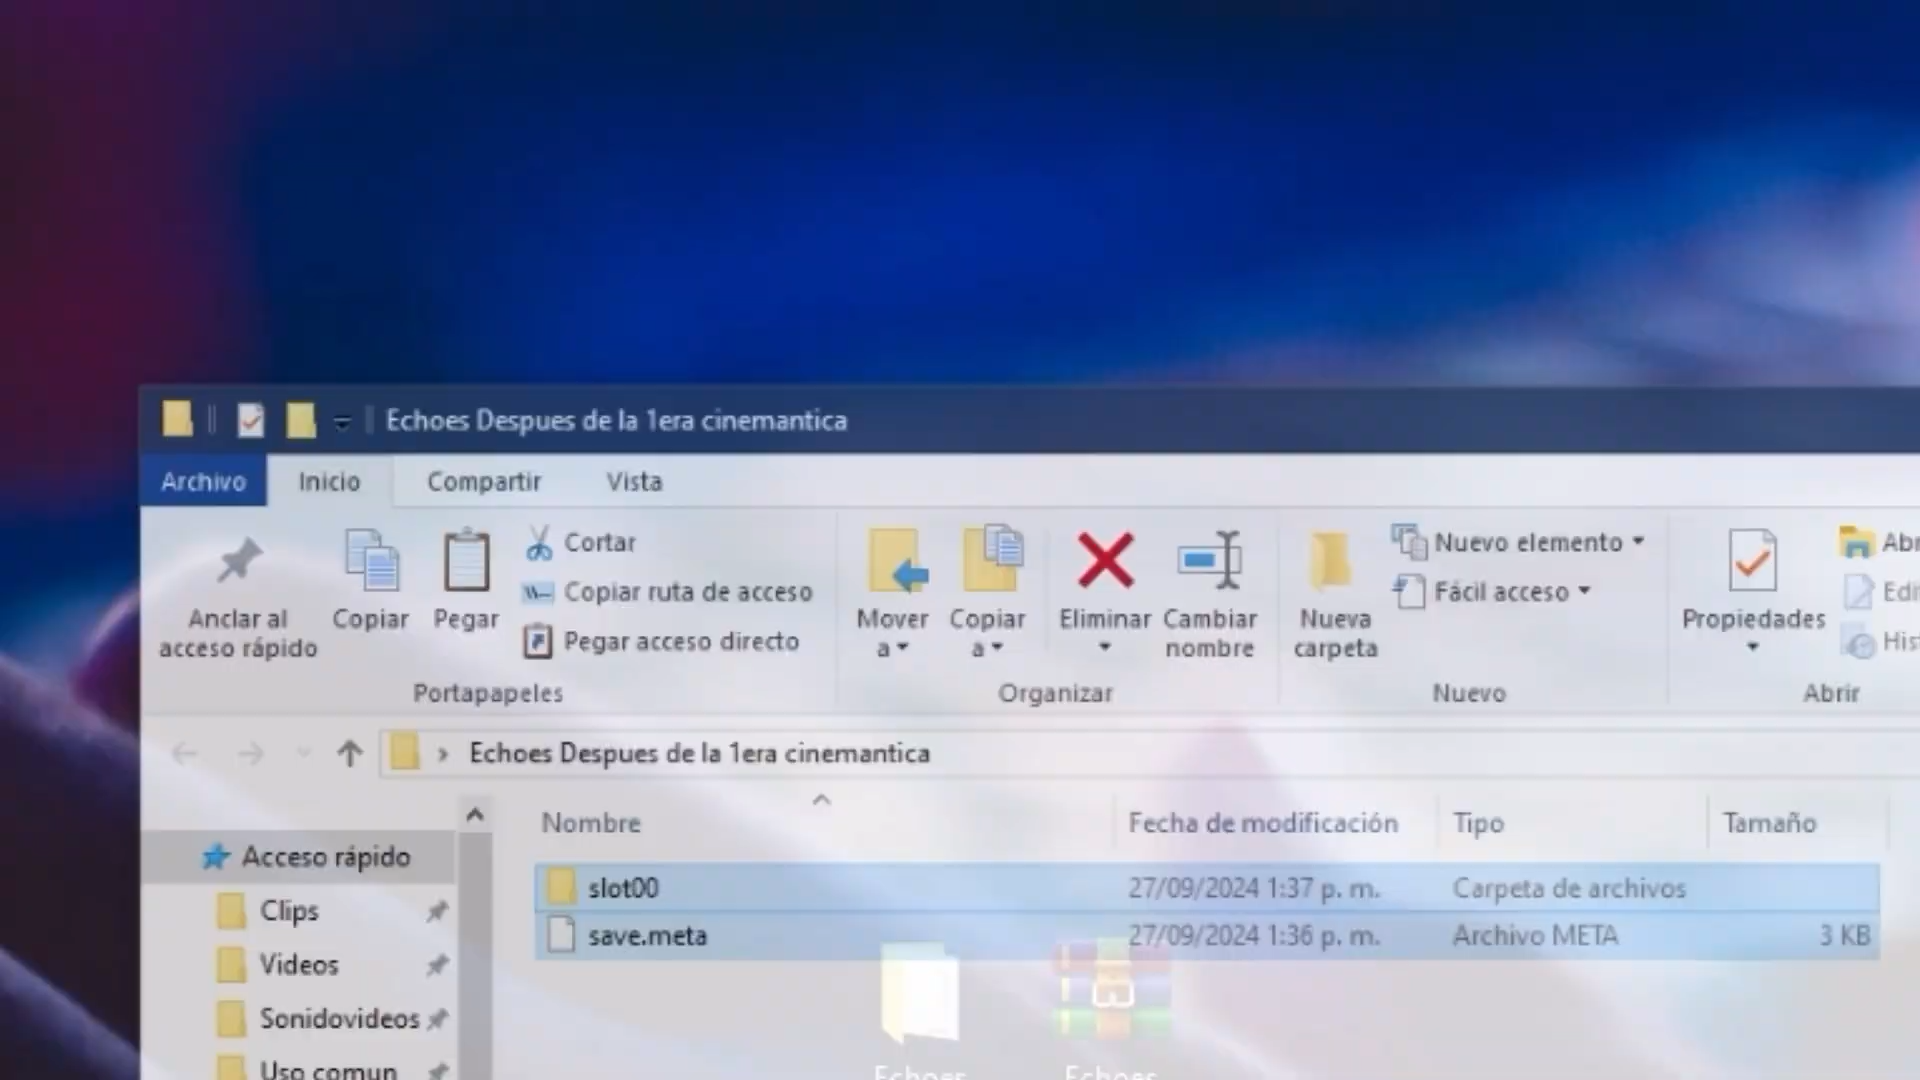 Echoes Despues de la 1era cinemantica
Archivo Inicio Compartir Vista
Anclar al acceso rápido
Copiar
Pegar
Cortar
Copiar ruta de acceso
Pegar acceso directo
Portapapeles
Mover a
Copiar a
Eliminar
Cambiar nombre
Organizar
Nueva carpeta
Nuevo elemento
Fácil acceso
Nuevo
Propiedades
Abrir
Echoes Despues de la 1era cinemantica
Nombre Fecha de modificación Tipo Tamaño
Acceso rápido
Clips
Videos
Sonidovideos
Uso comun
slot00 27/09/2024 1:37 p. m. Carpeta de archivos
save.meta 27/09/2024 1:36 p. m. Archivo META 3 KB
Echoes
Echoes